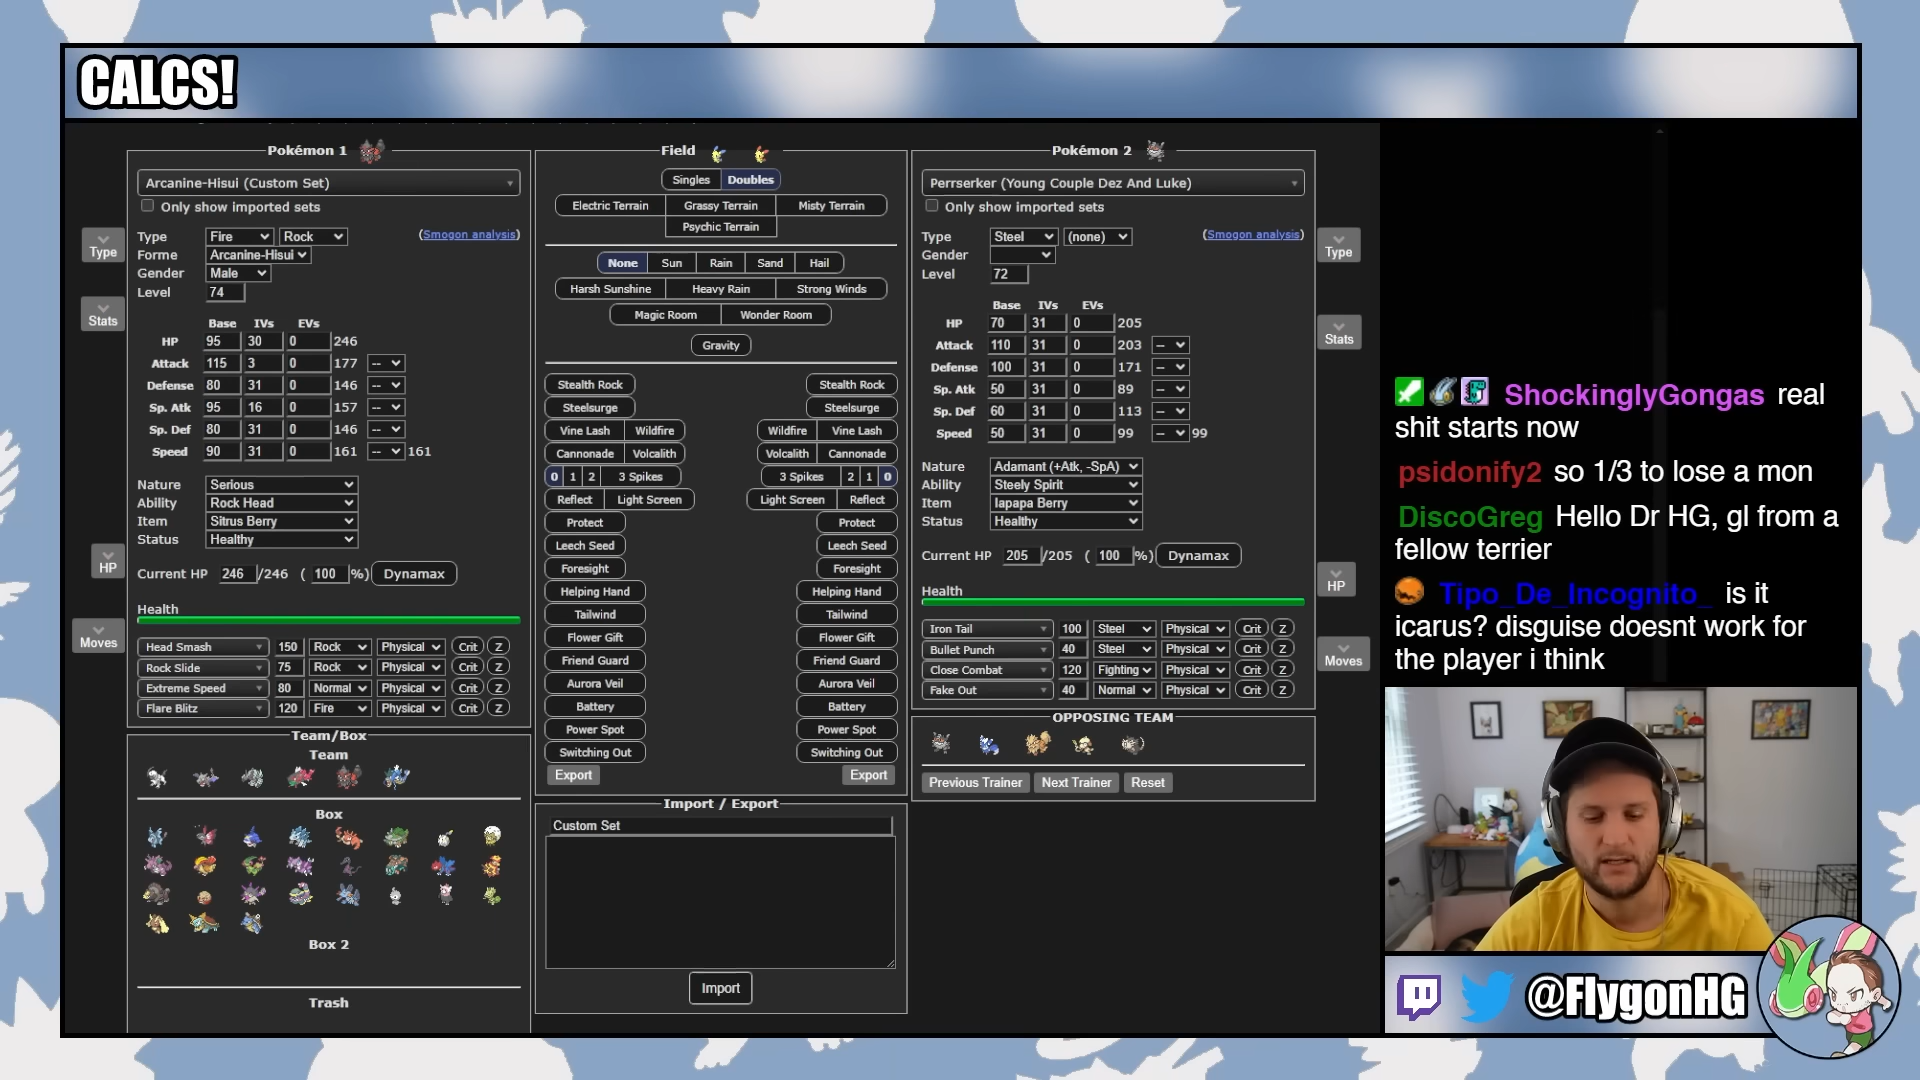 CALCS!
Pokémon 1
Arcanine-Hisui (Custom Set)
Only show imported sets
Type Fire Rock (Smogon analysis)
Forme Arcanine-Hisui
Gender Male
Level 74
Base IVs EVs
HP 95 30 0 246
Attack 115 3 0 177 --
Defense 80 31 0 146 --
Sp. Atk 95 16 0 157 --
Sp. Def 80 31 0 146 --
Speed 90 31 0 161 -- 161
Nature Serious
Ability Rock Head
Item Sitrus Berry
Status Healthy
Current HP 246 /246 ( 100 %) Dynamax
Health
Head Smash 150 Rock Physical Crit Z
Rock Slide 75 Rock Physical Crit Z
Extreme Speed 80 Normal Physical Crit Z
Flare Blitz 120 Fire Physical Crit Z
Type
Stats
HP
Moves
Team/Box
Team
Box
Box 2
Trash
Field
Singles Doubles
Electric Terrain Grassy Terrain Misty Terrain
Psychic Terrain
None Sun Rain Sand Hail
Harsh Sunshine Heavy Rain Strong Winds
Magic Room Wonder Room
Gravity
Stealth Rock Stealth Rock
Steelsurge Steelsurge
Vine Lash Wildfire Wildfire Vine Lash
Cannonade Volcalith Volcalith Cannonade
0 1 2 3 Spikes 3 Spikes 2 1 0
Reflect Light Screen Light Screen Reflect
Protect Protect
Leech Seed Leech Seed
Foresight Foresight
Helping Hand Helping Hand
Tailwind Tailwind
Flower Gift Flower Gift
Friend Guard Friend Guard
Aurora Veil Aurora Veil
Battery Battery
Power Spot Power Spot
Switching Out Switching Out
Export Export
Import / Export
Custom Set
Import
Pokémon 2
Perrserker (Young Couple Dez And Luke)
Only show imported sets
Type Steel (none) (Smogon analysis)
Gender
Level 72
Base IVs EVs
HP 70 31 0 205
Attack 110 31 0 203 --
Defense 100 31 0 171 --
Sp. Atk 50 31 0 89 --
Sp. Def 60 31 0 113 --
Speed 50 31 0 99 -- 99
Nature Adamant (+Atk, -SpA)
Ability Steely Spirit
Item Iapapa Berry
Status Healthy
Current HP 205 /205 ( 100 %) Dynamax
Health
Iron Tail 100 Steel Physical Crit Z
Bullet Punch 40 Steel Physical Crit Z
Close Combat 120 Fighting Physical Crit Z
Fake Out 40 Normal Physical Crit Z
Type
Stats
HP
Moves
OPPOSING TEAM
Previous Trainer Next Trainer Reset
ShockinglyGongas real
shit starts now
psidonify2 so 1/3 to lose a mon
DiscoGreg Hello Dr HG, gl from a
fellow terrier
Tipo_De_Incognito_ is it
icarus? disguise doesnt work for
the player i think
@FlygonHG